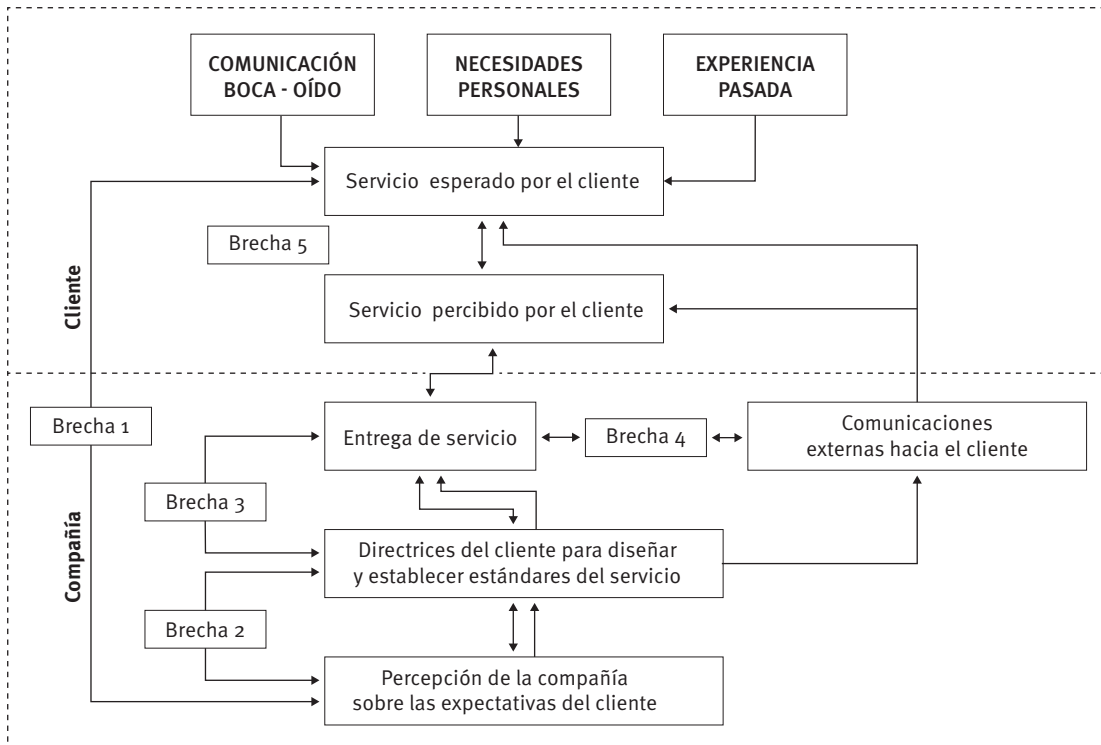 COMUNICACIÓN
BOCA - OÍDO
NECESIDADES
PERSONALES
EXPERIENCIA
PASADA
Servicio esperado por el cliente
Brecha 5
Servicio percibido por el cliente
Cliente
Brecha 1
Entrega de servicio
Brecha 4
Comunicaciones
externas hacia el cliente
Brecha 3
Compañía
Directrices del cliente para diseñar
y establecer estándares del servicio
Brecha 2
Percepción de la compañía
sobre las expectativas del cliente